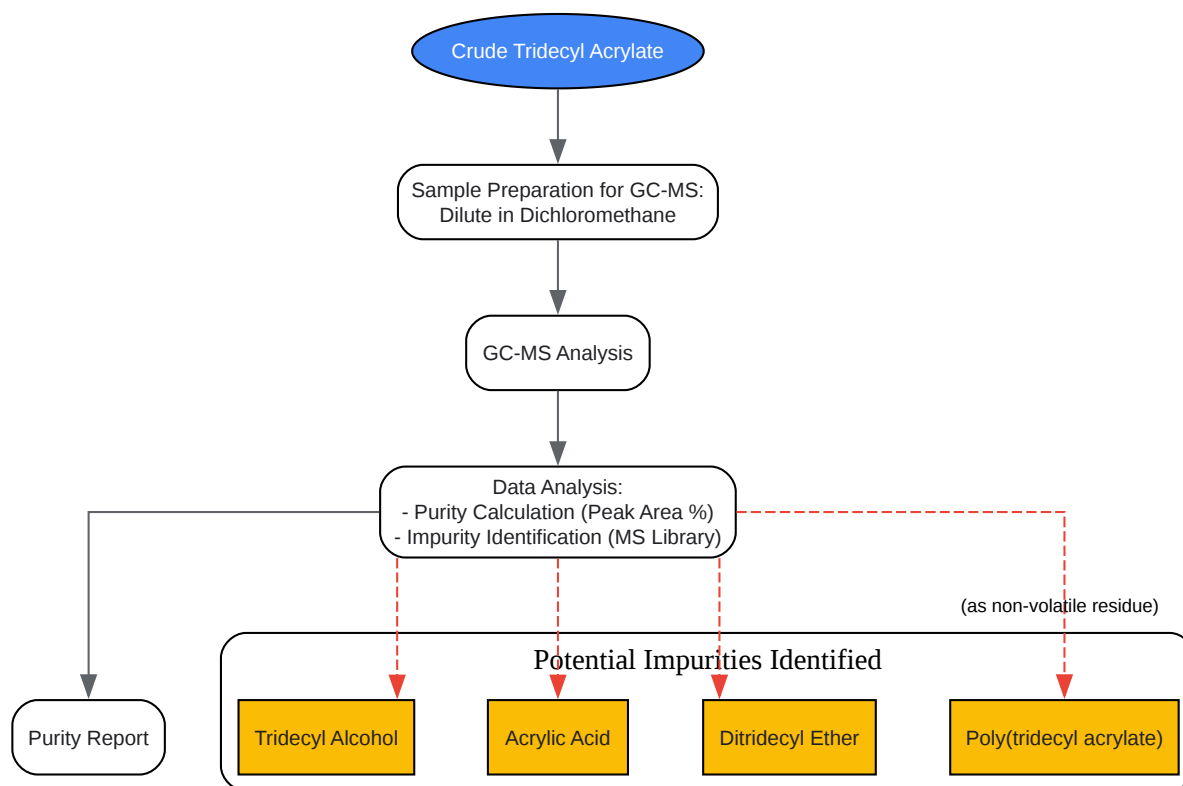 Crude Tridecyl Acrylate
Sample Preparation for GC-MS:
Dilute in Dichloromethane
GC-MS Analysis
Data Analysis:
- Purity Calculation (Peak Area %)
- Impurity Identification (MS Library)
(as non-volatile residue)
Potential Impurities Identified
Purity Report
Tridecyl Alcohol
Acrylic Acid
Ditridecyl Ether
Poly(tridecyl acrylate)